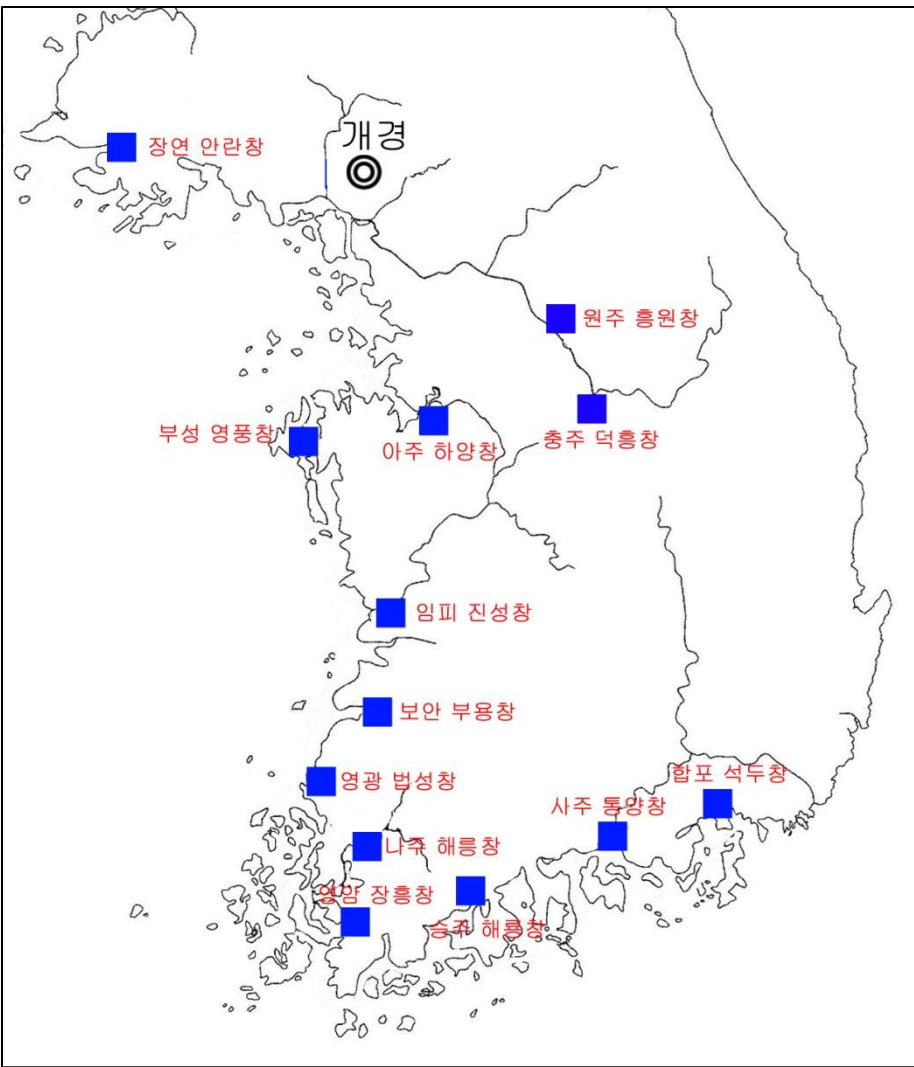 개경
장연 안란창
원주 흥원창
부성 영풍창
아주 하양창
충주 덕흥창
임피 진성창
보안 부용창
영광 법성창
합포 석두창
사주 통양창
나주 해릉창
영암 장흥창
승주 해룡창